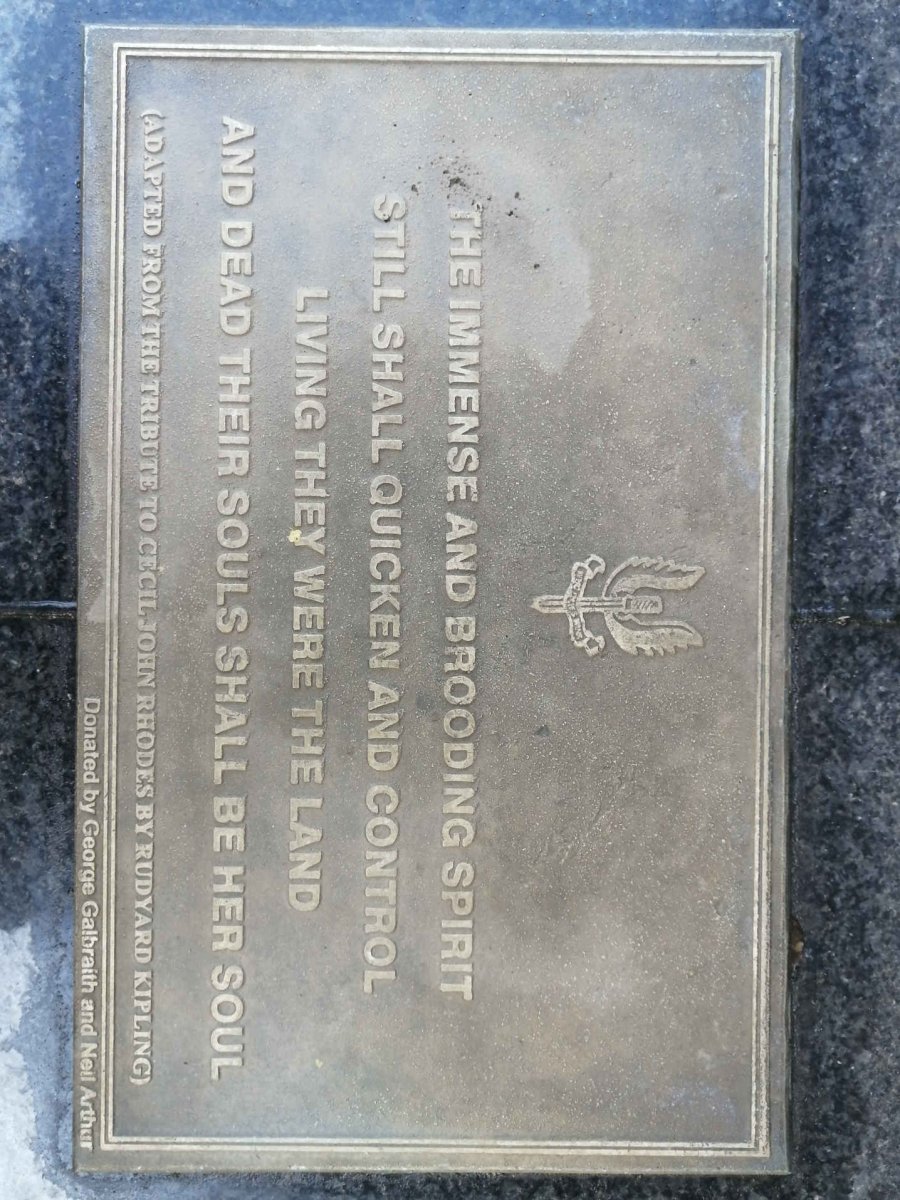 THE IMMENSE AND BROODING SPIRIT
STILL SHALL QUICKEN AND CONTROL
LIVING THEY WERE THE LAND
AND DEAD THEIR SOULS SHALL BE HER SOUL
(ADAPTED FROM THE TRIBUTE TO CECIL JOHN RHODES BY RUDYARD KIPLING)
Donated by George Galbraith and Neil Arthur